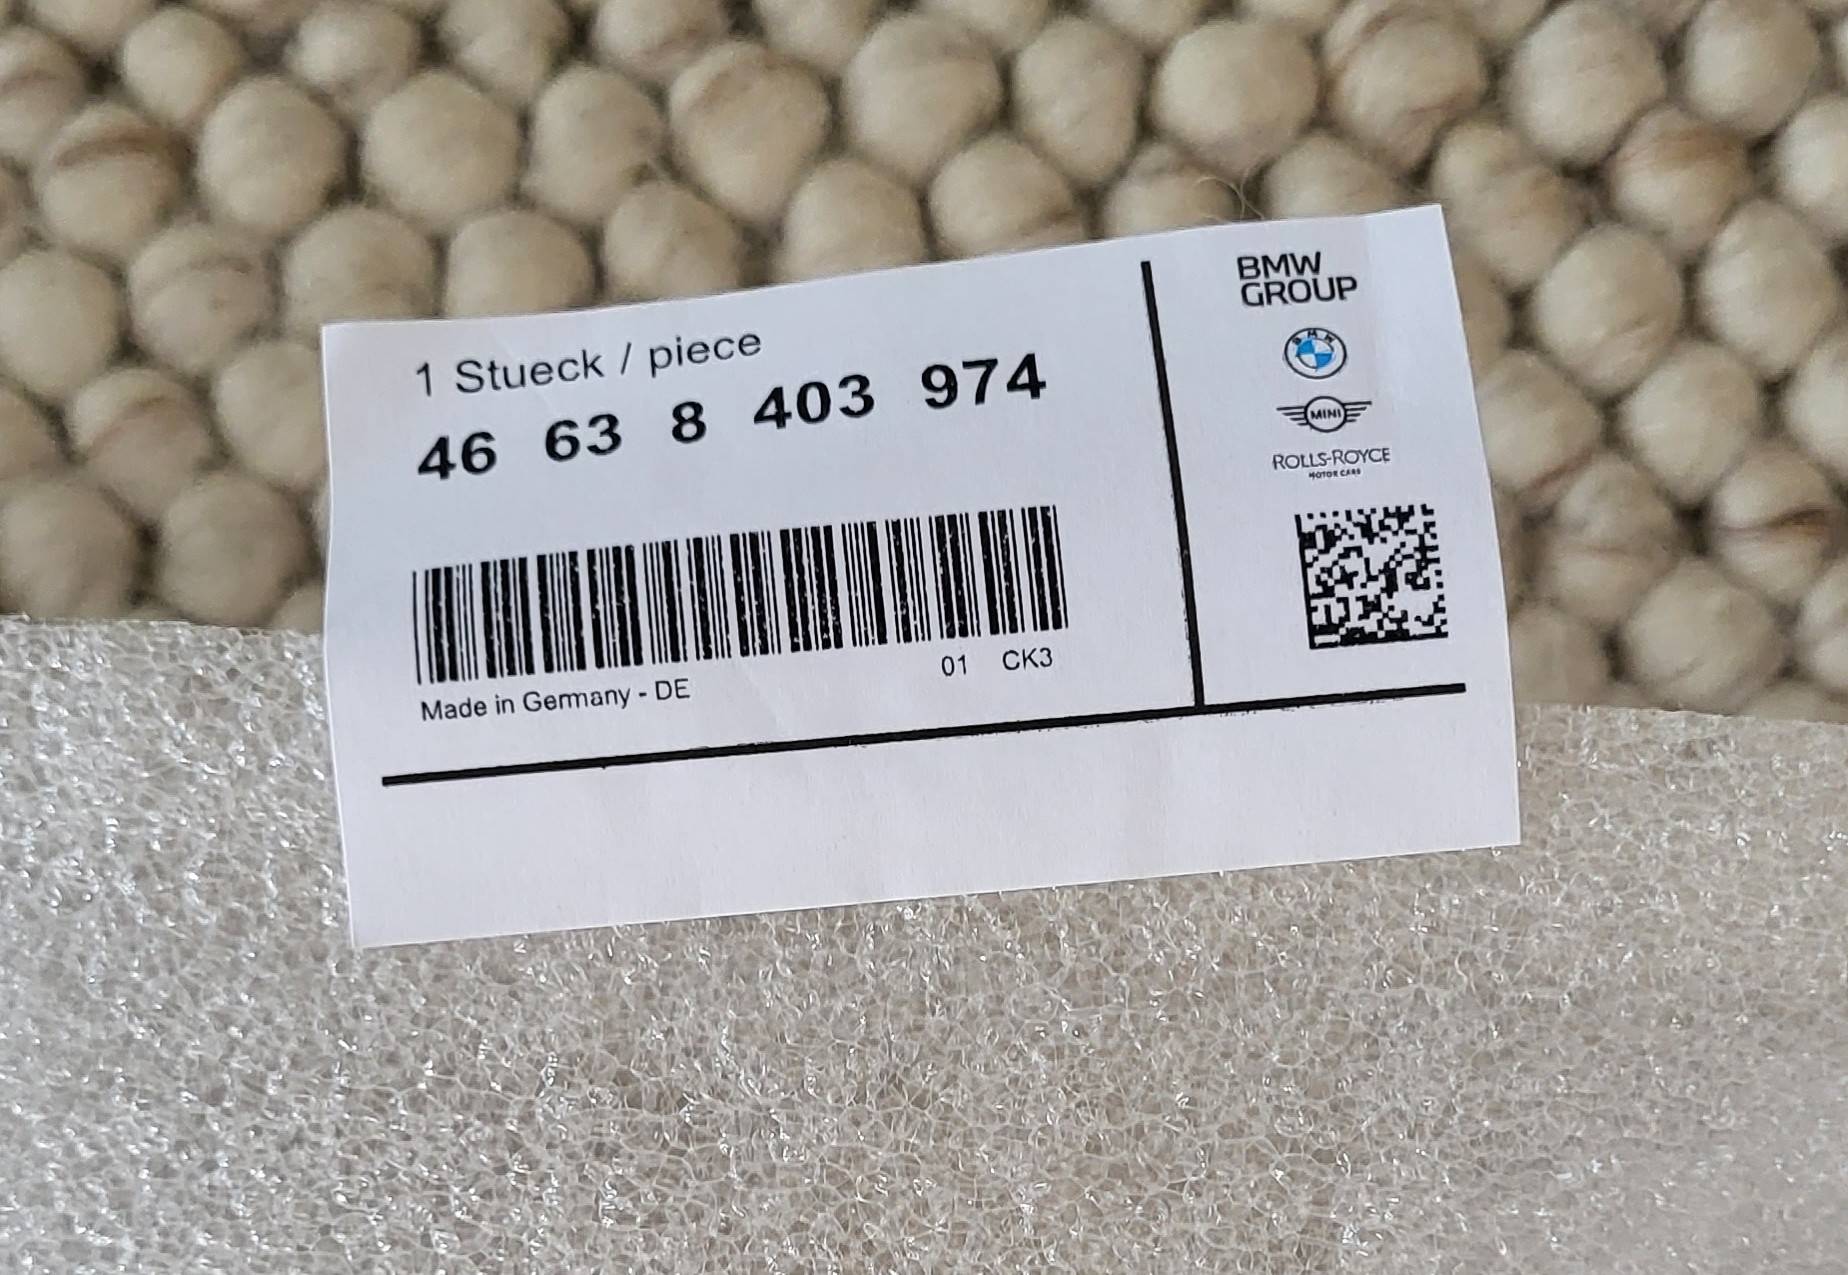 1 Stueck / piece
46 63 8 403 974
01 CK3
Made in Germany - DE
BMW
GROUP
BMW
MINI
ROLLS-ROYCE
MOTOR CARS